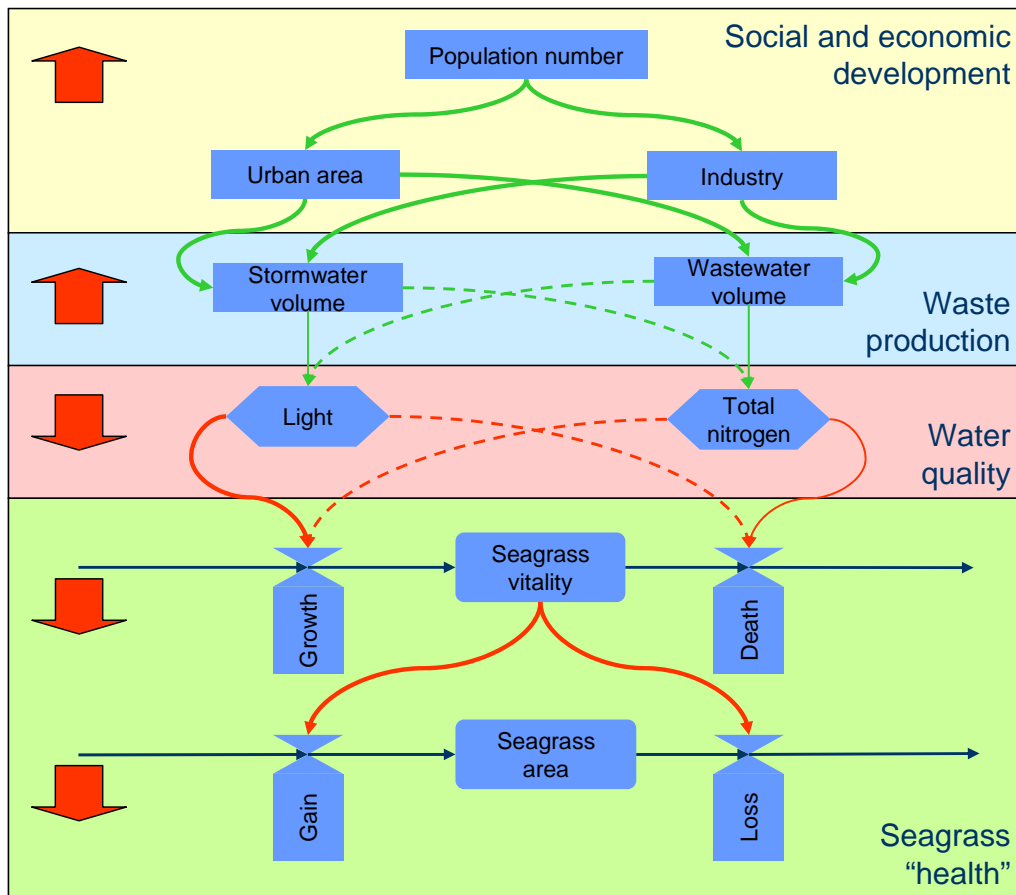 Social and economic
development
Population number
Urban area
Industry
Stormwater
volume
Wastewater
volume
Waste
production
Light
Total
nitrogen
Water
quality
Seagrass
vitality
Growth
Death
Seagrass
area
Gain
Loss
Seagrass
“health”